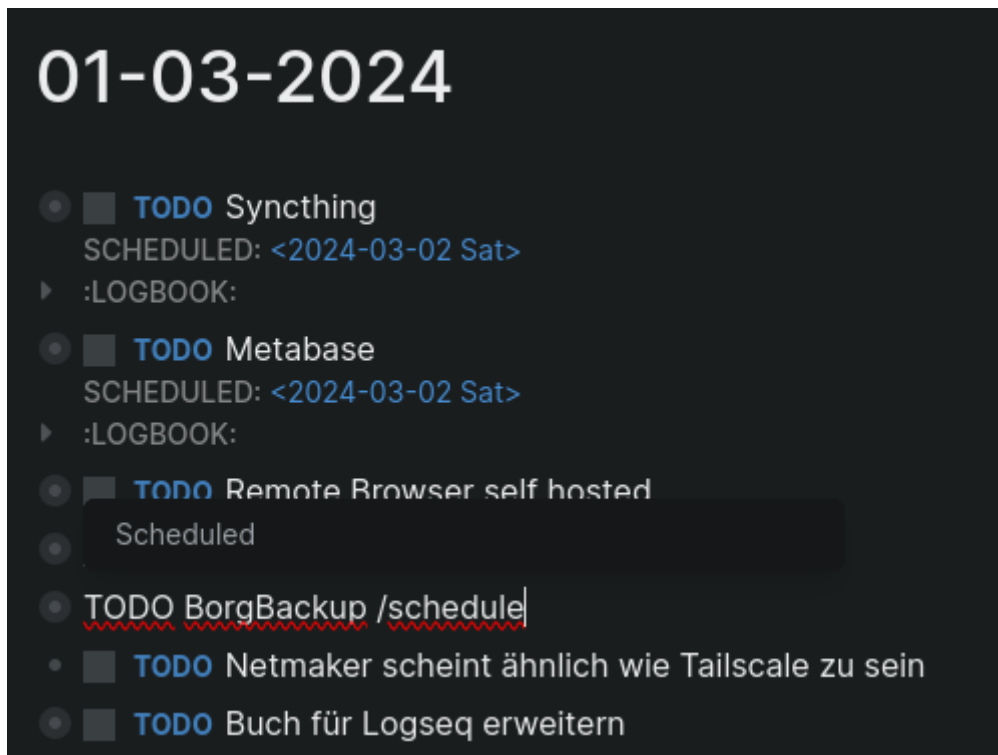 01-03-2024
TODO Syncthing
SCHEDULED: <2024-03-02 Sat>
:LOGBOOK:
TODO Metabase
SCHEDULED: <2024-03-02 Sat>
:LOGBOOK:
TODO Remote Browser self hosted
Scheduled
TODO BorgBackup /schedule
TODO Netmaker scheint ähnlich wie Tailscale zu sein
TODO Buch für Logseq erweitern